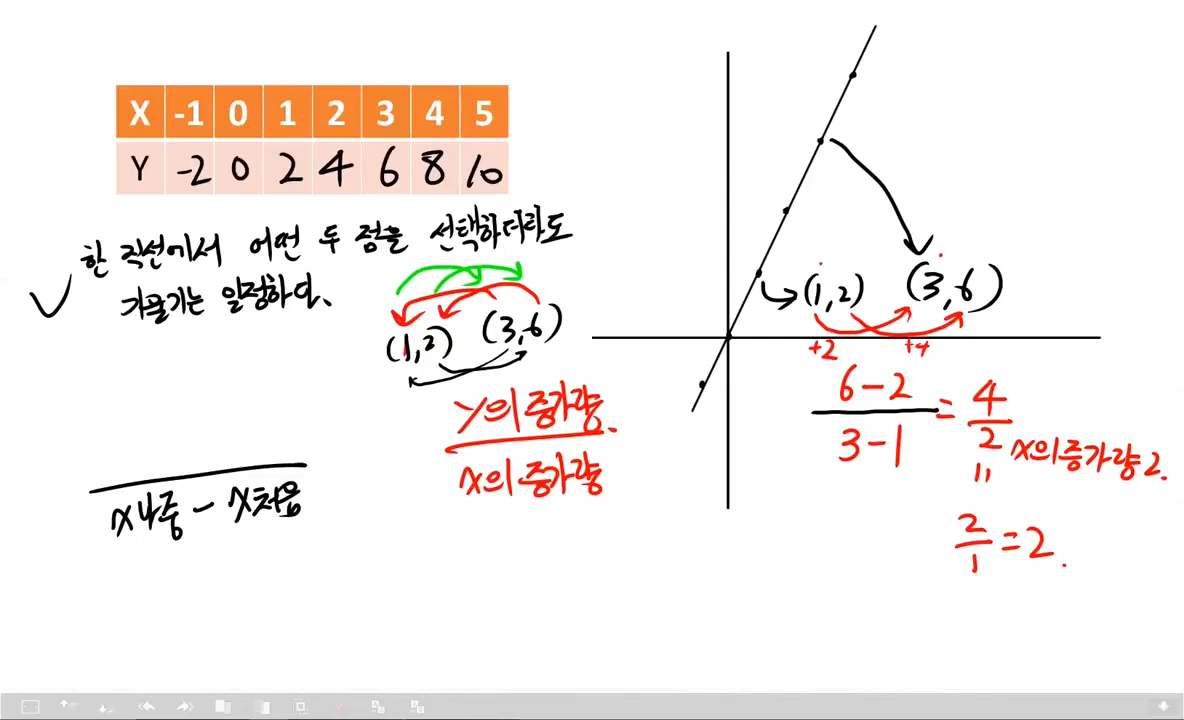 X -1 0 1 2 3 4 5
Y -2 0 2 4 6 8 10
한 직선에서 어떤 두 점을 선택하더라도
기울기는 일정하다.
(1,2) (3,6)
y의 증가량
x의 증가량
x나중 - x처음
(1,2) (3,6)
+2 +4
6-2
3-1
= 4
2
x의 증가량 2.
=
2
1
= 2.